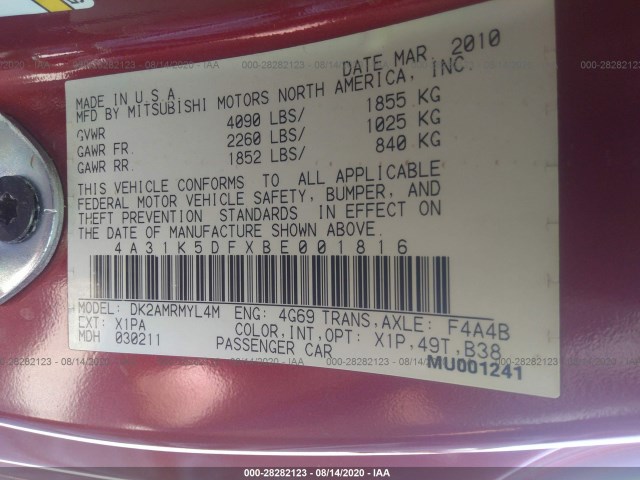 DATE MAR, 2010
MADE IN U.S.A.
MFD BY MITSUBISHI MOTORS NORTH AMERICA, INC.
GVWR 4090 LBS/ 1855 KG
GAWR FR. 2260 LBS/ 1025 KG
GAWR RR 1852 LBS/ 840 KG
THIS VEHICLE CONFORMS TO ALL APPLICABLE
FEDERAL MOTOR VEHICLE SAFETY, BUMPER, AND
THEFT PREVENTION STANDARDS IN EFFECT ON
THE DATE OF MANUFACTURE SHOWN ABOVE.
4A31K5DFXBE001816
MODEL: DK2AMRMYL4M ENG: 4G69 TRANS,AXLE: F4A4B
EXT: X1PA COLOR,INT,OPT: X1P,49T,B38
MDH 030211 PASSENGER CAR
MU001241
000-28282123 - 08/14/2020 - IAA